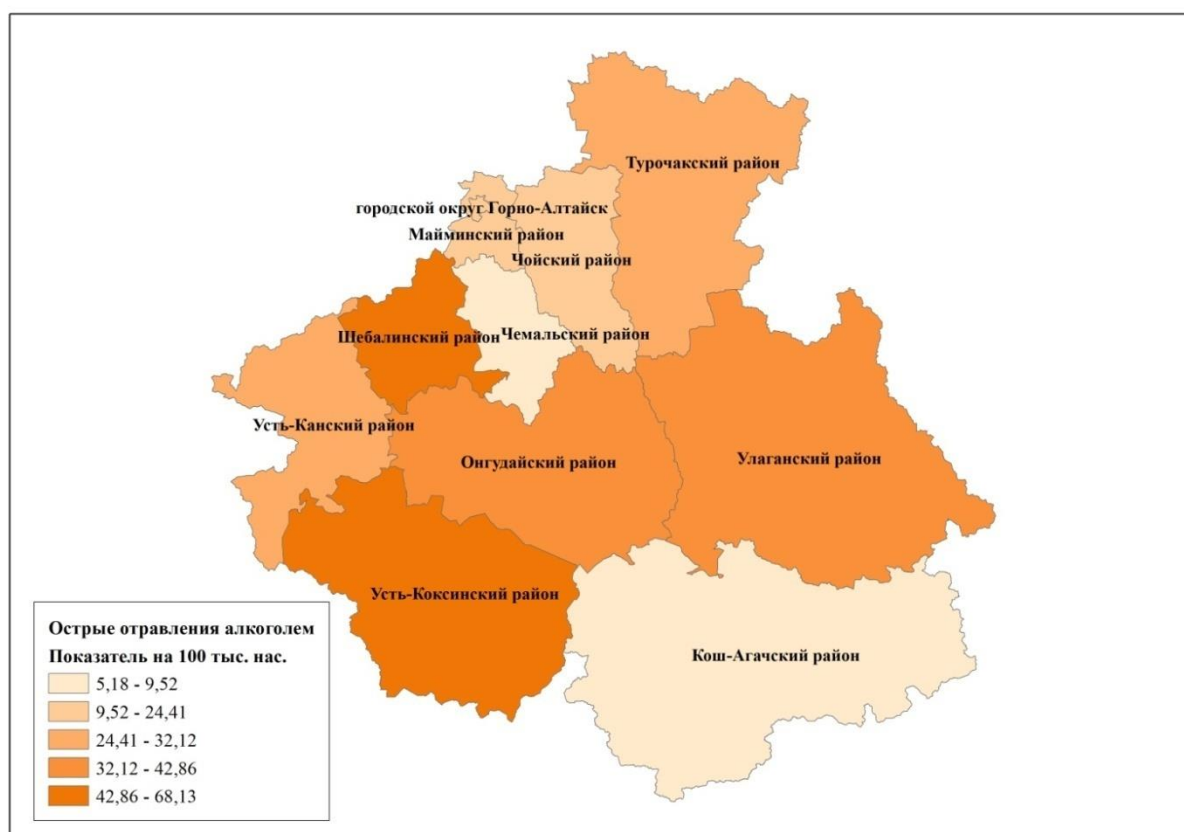 Турочакский район
городской округ Горно-Алтайск
Майминский район
Чойский район
Шебалинский район
Чемальский район
Усть-Канский район
Онгудайский район
Улаганский район
Усть-Коксинский район
Кош-Агачский район
Острые отравления алкоголем
Показатель на 100 тыс. нас.
5,18 - 9,52
9,52 - 24,41
24,41 - 32,12
32,12 - 42,86
42,86 - 68,13